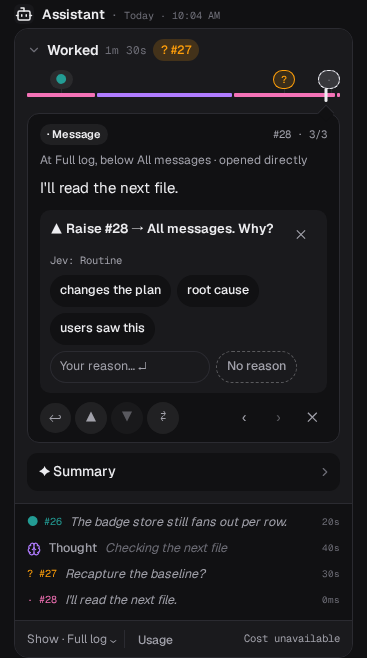 Assistant · Today · 10:04 AM
Worked 1m 30s ? #27
?
· Message #28 · 3/3
At Full log, below All messages · opened directly
I'll read the next file.
▲ Raise #28 → All messages. Why? ×
Jev: Routine
changes the plan root cause
users saw this
Your reason… ↵ No reason
↩ ▲ ▼ ⇄ ‹ › ×
✦ Summary ›
#26 The badge store still fans out per row. 20s
Thought Checking the next file 40s
? #27 Recapture the baseline? 30s
· #28 I'll read the next file. 0ms
Show · Full log ⌄ Usage Cost unavailable